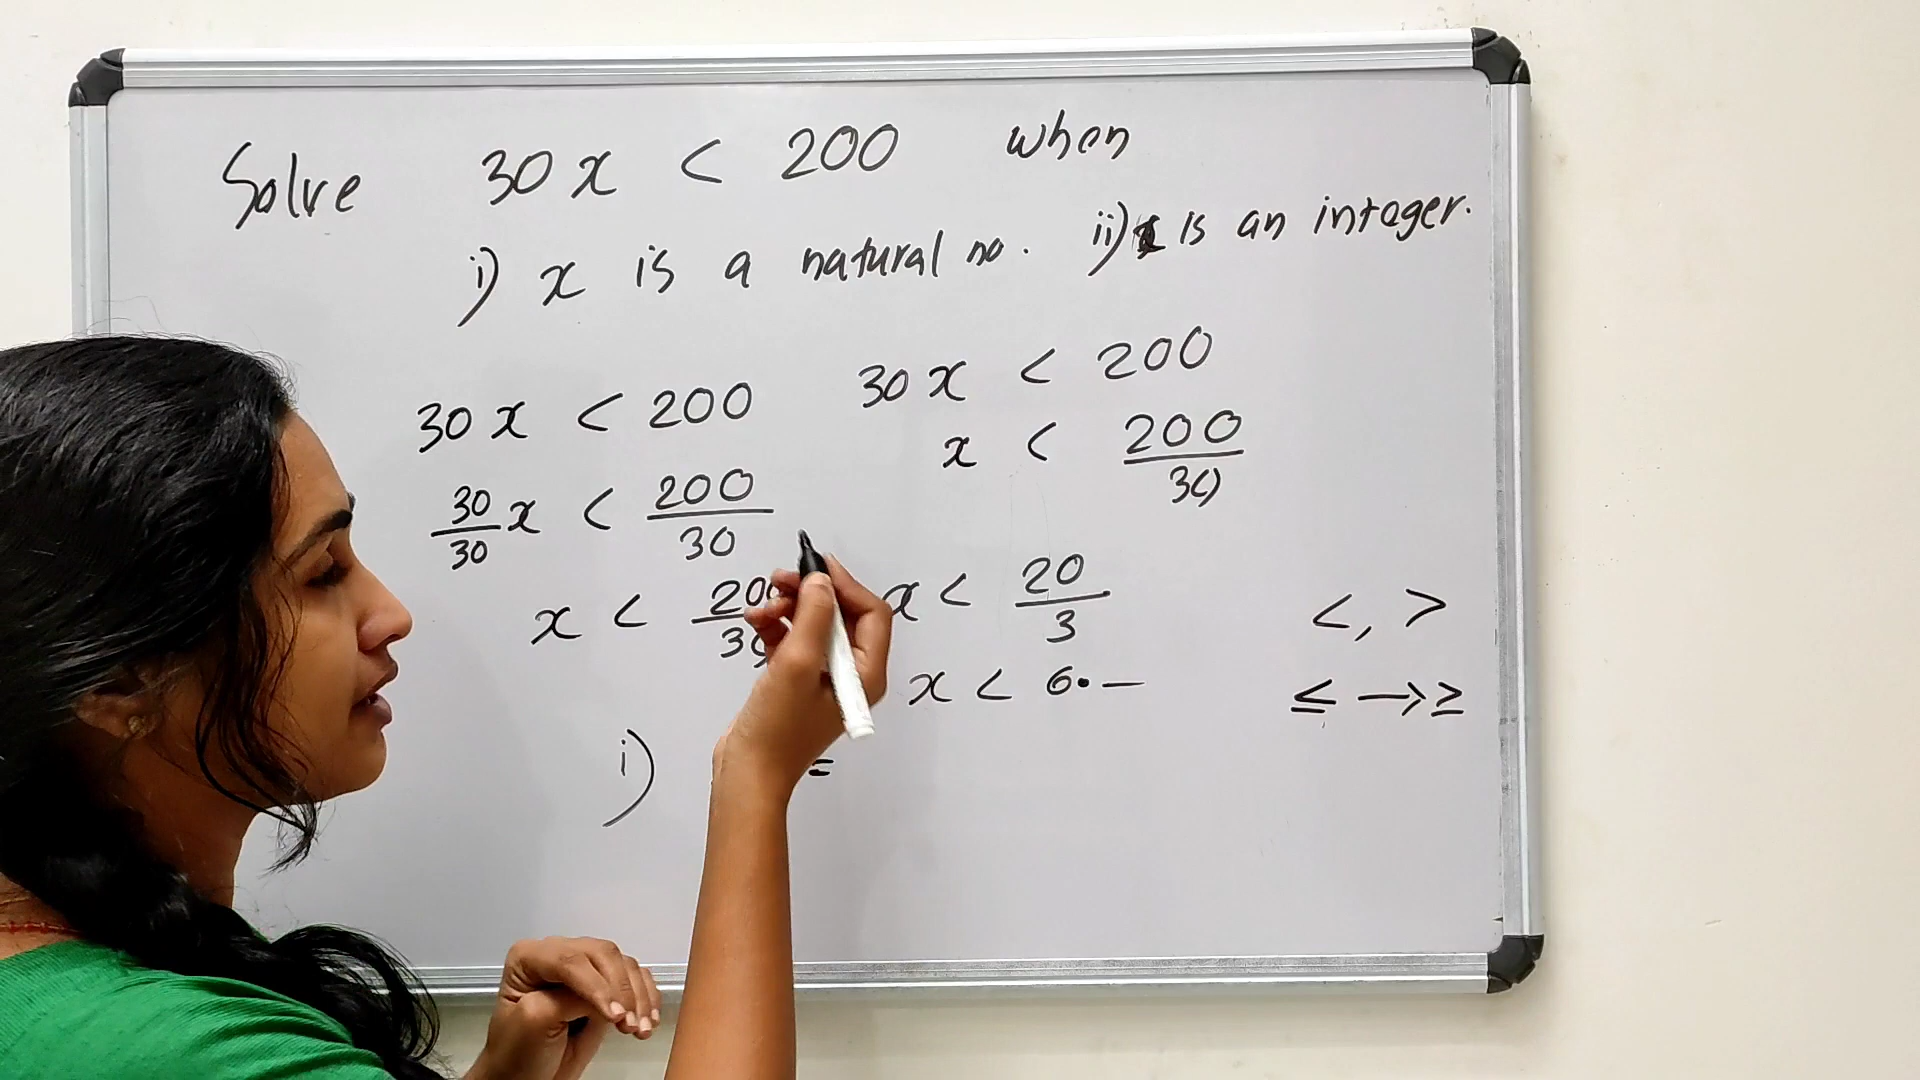 Solve 30x < 200 when
i) x is a natural no. ii) x is an integer.
30x < 200
30/30 x < 200/30
x < 200/30
30x < 200
x < 200/30
x < 20/3
x < 6.—
<, >
≤ → ≥
i) =